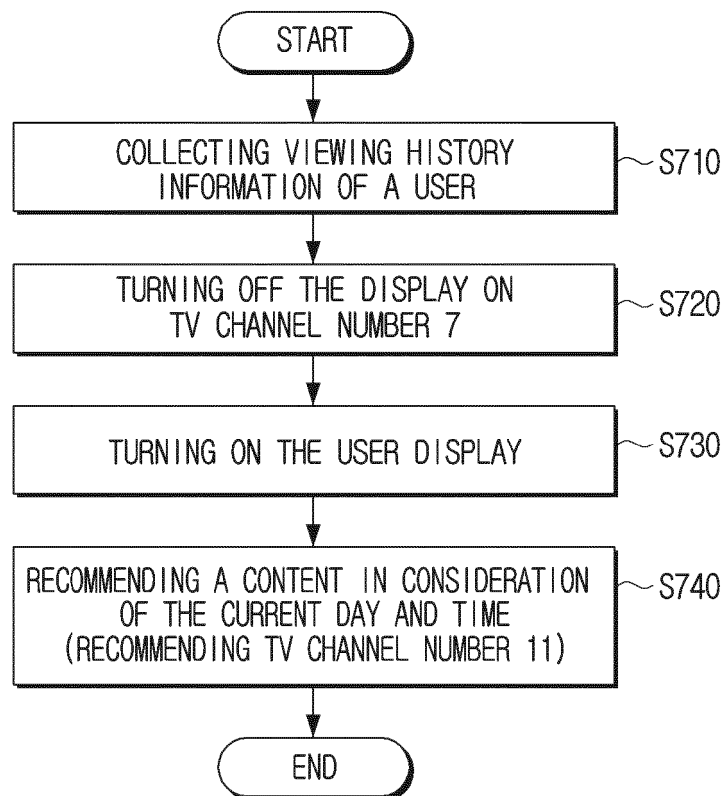 START
COLLECTING VIEWING HISTORY
INFORMATION OF A USER
S710
TURNING OFF THE DISPLAY ON
TV CHANNEL NUMBER 7
S720
TURNING ON THE USER DISPLAY
S730
RECOMMENDING A CONTENT IN CONSIDERATION
OF THE CURRENT DAY AND TIME
(RECOMMENDING TV CHANNEL NUMBER 11)
S740
END